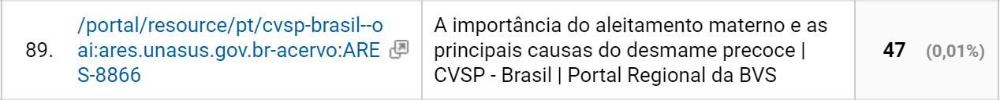 89.
/portal/resource/pt/cvsp-brasil--o
ai:ares.unasus.gov.br-acervo:ARE
S-8866
A importância do aleitamento materno e as
principais causas do desmame precoce |
CVSP - Brasil | Portal Regional da BVS
47 (0,01%)